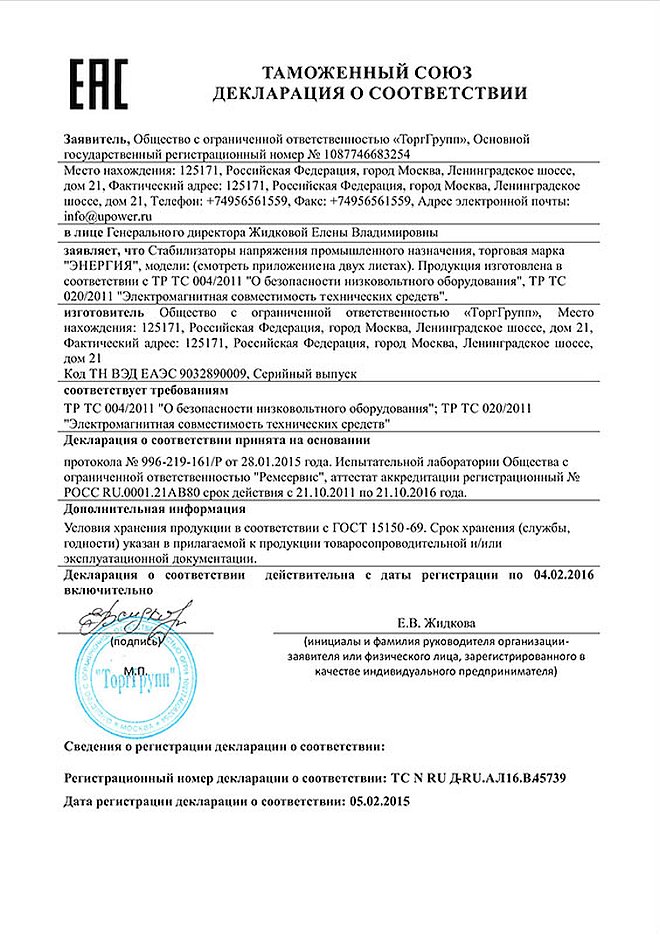 EAC
ТАМОЖЕННЫЙ СОЮЗ
ДЕКЛАРАЦИЯ О СООТВЕТСТВИИ
Заявитель, Общество с ограниченной ответственностью «ТоргГрупп», Основной
государственный регистрационный номер № 1087746683254
Место нахождения: 125171, Российская Федерация, город Москва, Ленинградское шоссе,
дом 21, Фактический адрес: 125171, Российская Федерация, город Москва, Ленинградское
шоссе, дом 21, Телефон: +74956561559, Факс: +74956561559, Адрес электронной почты:
info@upower.ru
в лице Генерального директора Жидковой Елены Владимировны
заявляет, что Стабилизаторы напряжения промышленного назначения, торговая марка
"ЭНЕРГИЯ", модели: (смотреть приложениена двух листах). Продукция изготовлена в
соответствии с ТР ТС 004/2011 "О безопасности низковольтного оборудования", ТР ТС
020/2011 "Электромагнитная совместимость технических средств".
изготовитель Общество с ограниченной ответственностью «ТоргГрупп», Место
нахождения: 125171, Российская Федерация, город Москва, Ленинградское шоссе, дом 21,
Фактический адрес: 125171, Российская Федерация, город Москва, Ленинградское шоссе,
дом 21
Код ТН ВЭД ЕАЭС 9032890009, Серийный выпуск
соответствует требованиям
ТР ТС 004/2011 "О безопасности низковольтного оборудования"; ТР ТС 020/2011
"Электромагнитная совместимость технических средств"
Декларация о соответствии принята на основании
протокола № 996-219-161/Р от 28.01.2015 года. Испытательной лаборатории Общества с
ограниченной ответственностью "Ремсервис", аттестат аккредитации регистрационный №
РОСС RU.0001.21АВ80 срок действия с 21.10.2011 по 21.10.2016 года.
Дополнительная информация
Условия хранения продукции в соответствии с ГОСТ 15150-69. Срок хранения (службы,
годности) указан в прилагаемой к продукции товаросопроводительной и/или
эксплуатационной документации.
Декларация о соответствии действительна с даты регистрации по 04.02.2016
включительно
Е.В. Жидкова
(подпись)
(инициалы и фамилия руководителя организации-
заявителя или физического лица, зарегистрированного в
качестве индивидуального предпринимателя)
М.П.
"ТоргГрупп"
Сведения о регистрации декларации о соответствии:
Регистрационный номер декларации о соответствии: ТС N RU Д-RU.АЛ16.В.45739
Дата регистрации декларации о соответствии: 05.02.2015